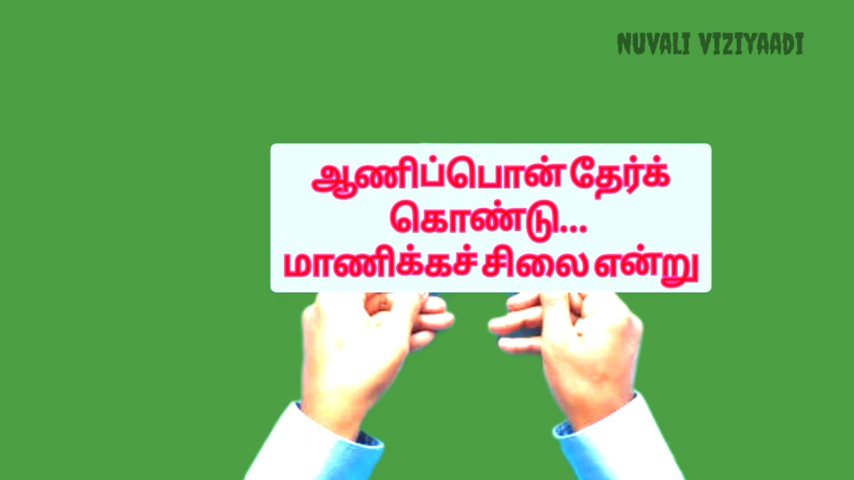 NUVALI VIZIYAADI
ஆணிப்பொன் தேர்க்
கொண்டு...
மாணிக்கச் சிலை என்று